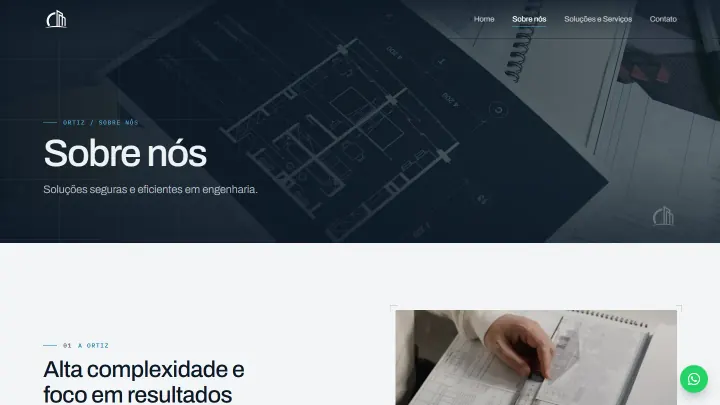 Home
Sobre nós
Soluções e Serviços
Contato
ORTIZ / SOBRE NÓS
Sobre nós
Soluções seguras e eficientes em engenharia.
01 A ORTIZ
Alta complexidade e
foco em resultados